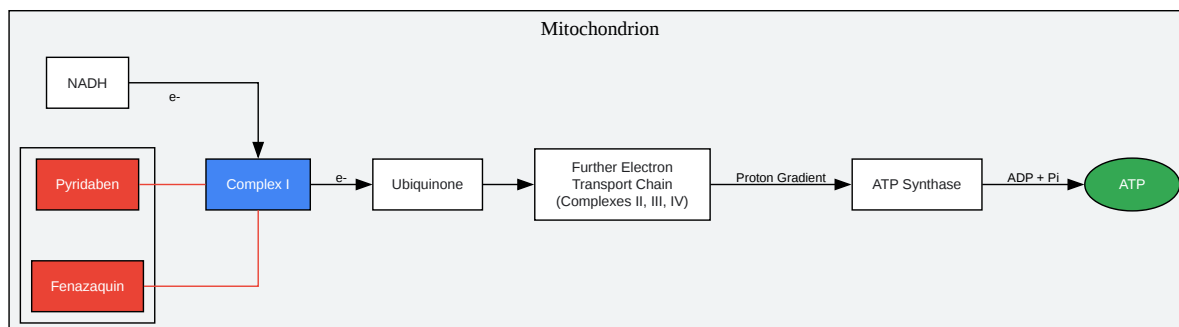 Mitochondrion
NADH
e-
Pyridaben
Complex I
e-
Ubiquinone
Further Electron
Transport Chain
(Complexes II, III, IV)
Proton Gradient
ATP Synthase
ADP + Pi
ATP
Fenazaquin